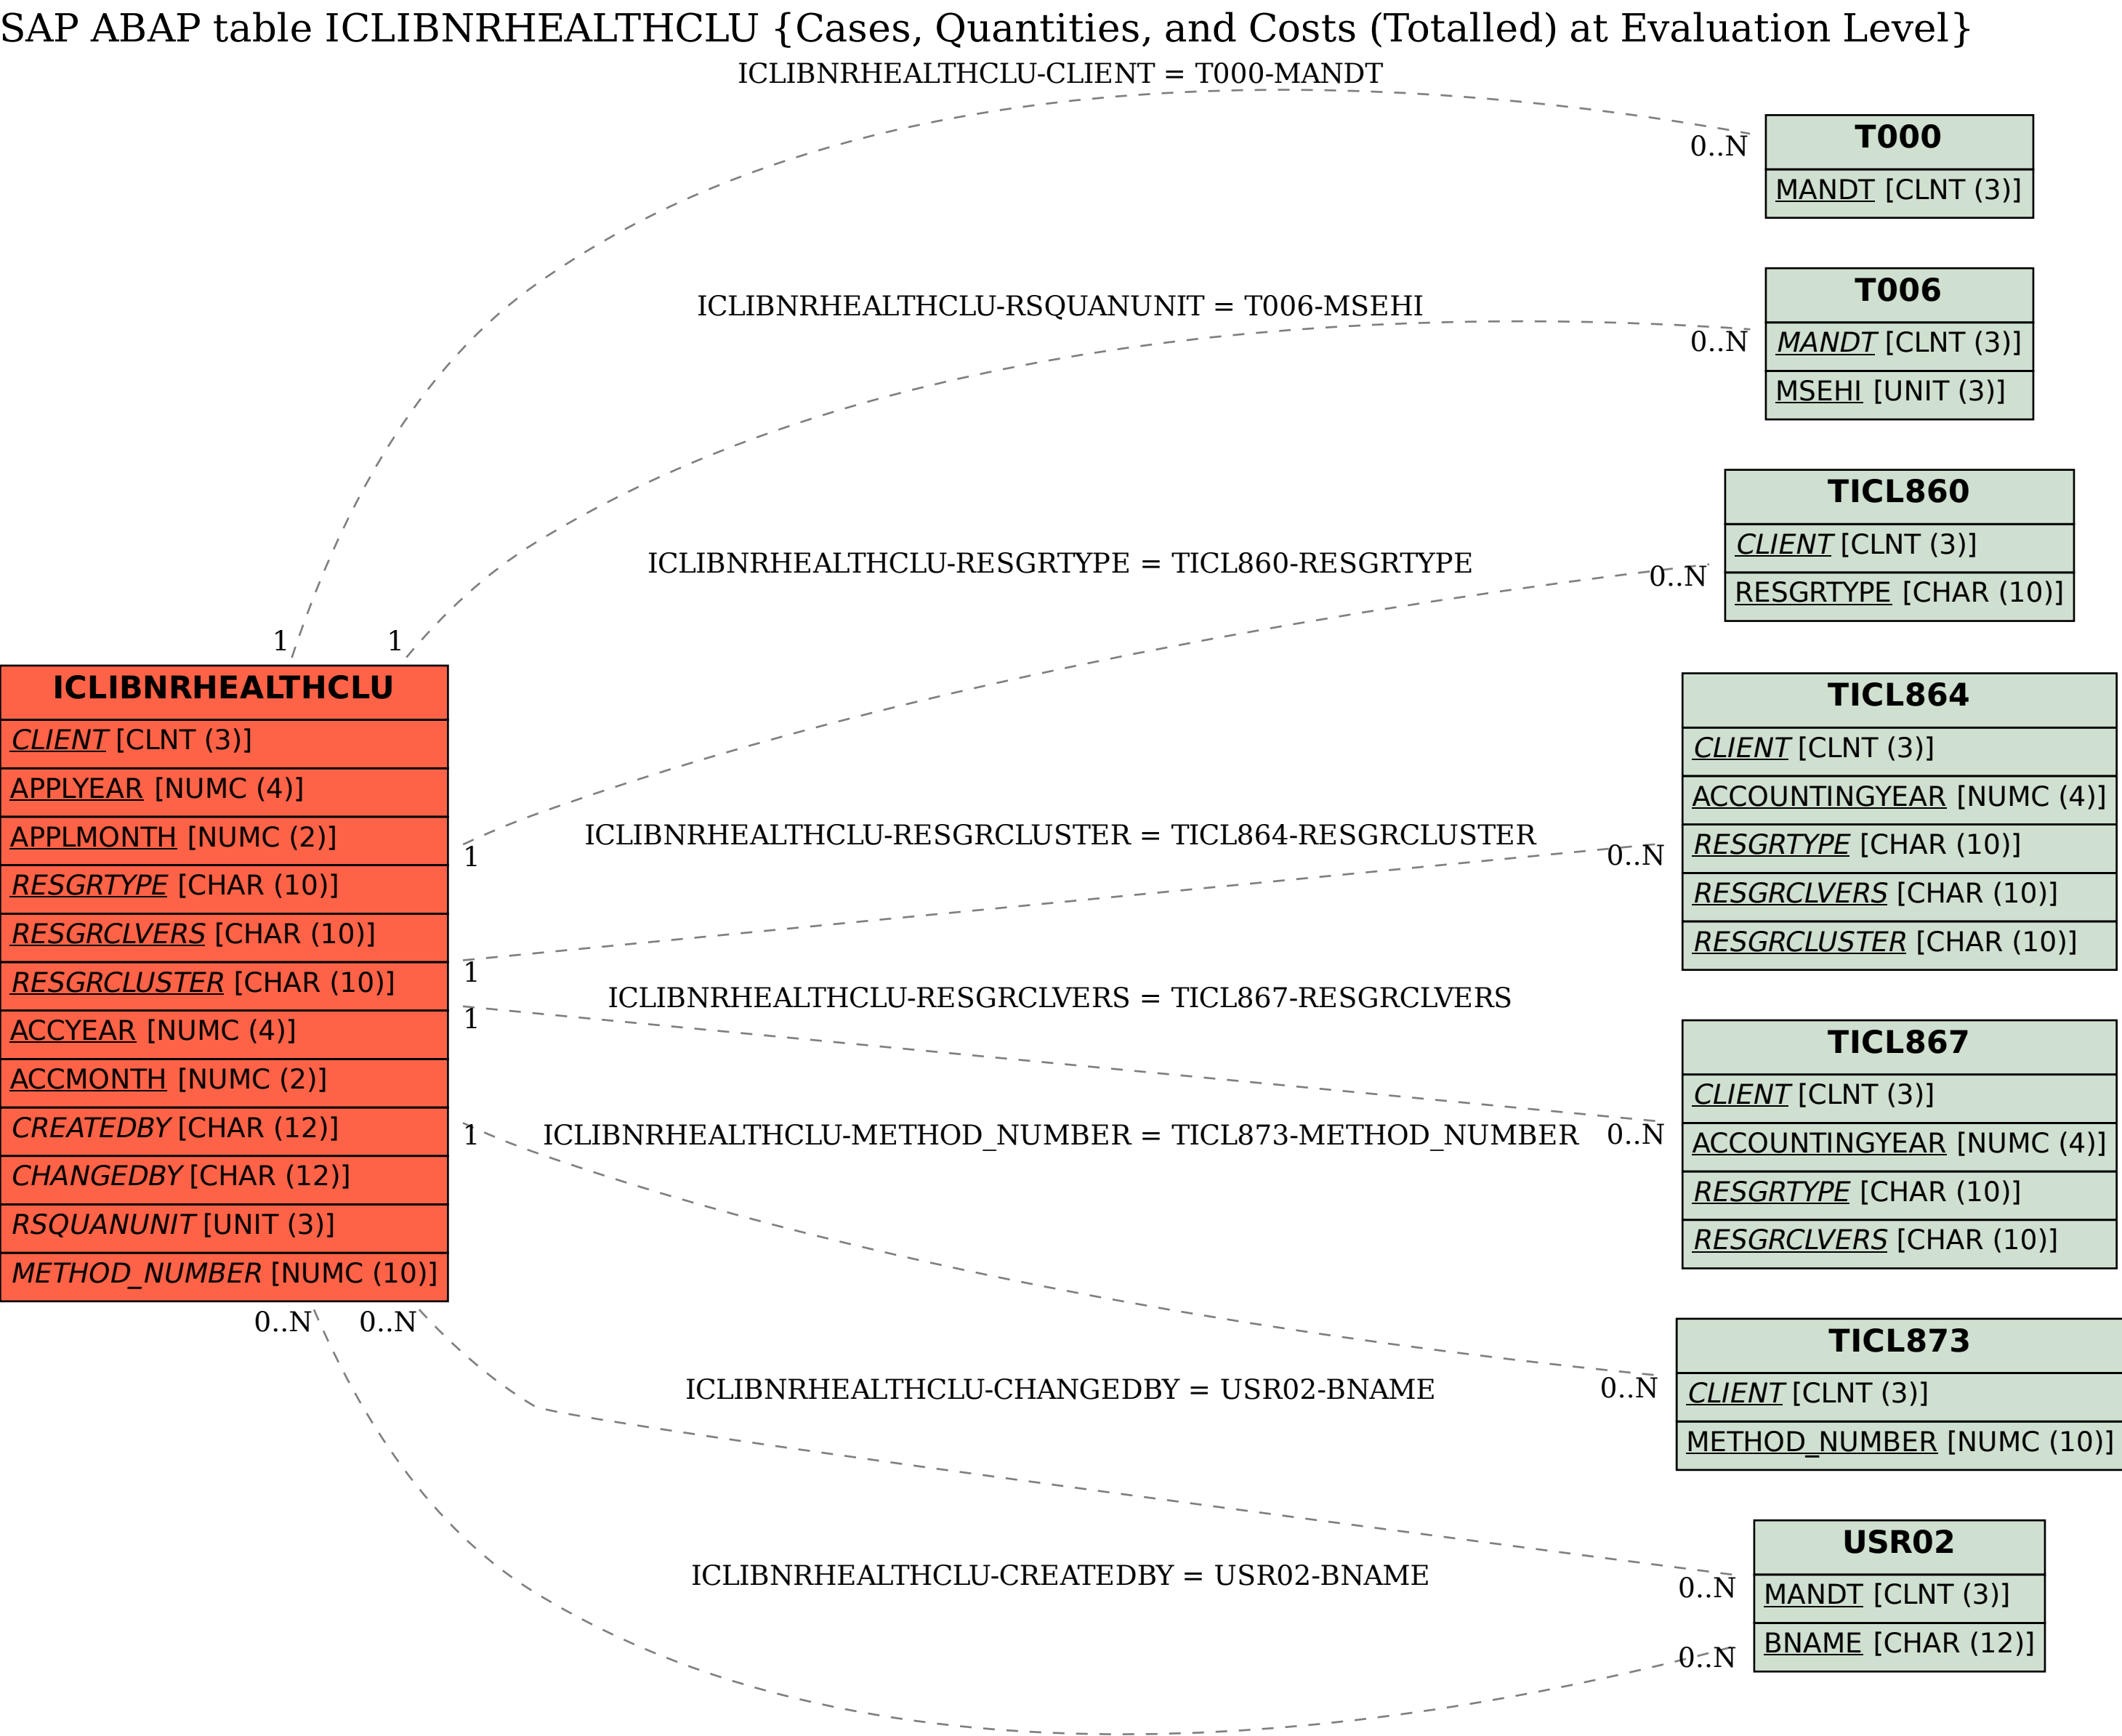 SAP ABAP table ICLIBNRHEALTHCLU {Cases, Quantities, and Costs (Totalled) at Evaluation Level}
ICLIBNRHEALTHCLU-CLIENT = T000-MANDT
0..N
T000
MANDT [CLNT (3)]
ICLIBNRHEALTHCLU-RSQUANUNIT = T006-MSEHI
0..N
T006
MANDT [CLNT (3)]
MSEHI [UNIT (3)]
ICLIBNRHEALTHCLU-RESGRTYPE = TICL860-RESGRTYPE
0..N
TICL860
CLIENT [CLNT (3)]
RESGRTYPE [CHAR (10)]
1
1
ICLIBNRHEALTHCLU
CLIENT [CLNT (3)]
APPLYEAR [NUMC (4)]
APPLMONTH [NUMC (2)]
RESGRTYPE [CHAR (10)]
RESGRCLVERS [CHAR (10)]
RESGRCLUSTER [CHAR (10)]
ACCYEAR [NUMC (4)]
ACCMONTH [NUMC (2)]
CREATEDBY [CHAR (12)]
CHANGEDBY [CHAR (12)]
RSQUANUNIT [UNIT (3)]
METHOD_NUMBER [NUMC (10)]
0..N
0..N
1
ICLIBNRHEALTHCLU-RESGRCLUSTER = TICL864-RESGRCLUSTER
0..N
1
TICL864
CLIENT [CLNT (3)]
ACCOUNTINGYEAR [NUMC (4)]
RESGRTYPE [CHAR (10)]
RESGRCLVERS [CHAR (10)]
RESGRCLUSTER [CHAR (10)]
ICLIBNRHEALTHCLU-RESGRCLVERS = TICL867-RESGRCLVERS
1
0..N
TICL867
CLIENT [CLNT (3)]
ACCOUNTINGYEAR [NUMC (4)]
RESGRTYPE [CHAR (10)]
RESGRCLVERS [CHAR (10)]
1
ICLIBNRHEALTHCLU-METHOD_NUMBER = TICL873-METHOD_NUMBER
0..N
TICL873
CLIENT [CLNT (3)]
METHOD_NUMBER [NUMC (10)]
ICLIBNRHEALTHCLU-CHANGEDBY = USR02-BNAME
0..N
ICLIBNRHEALTHCLU-CREATEDBY = USR02-BNAME
0..N
USR02
MANDT [CLNT (3)]
BNAME [CHAR (12)]